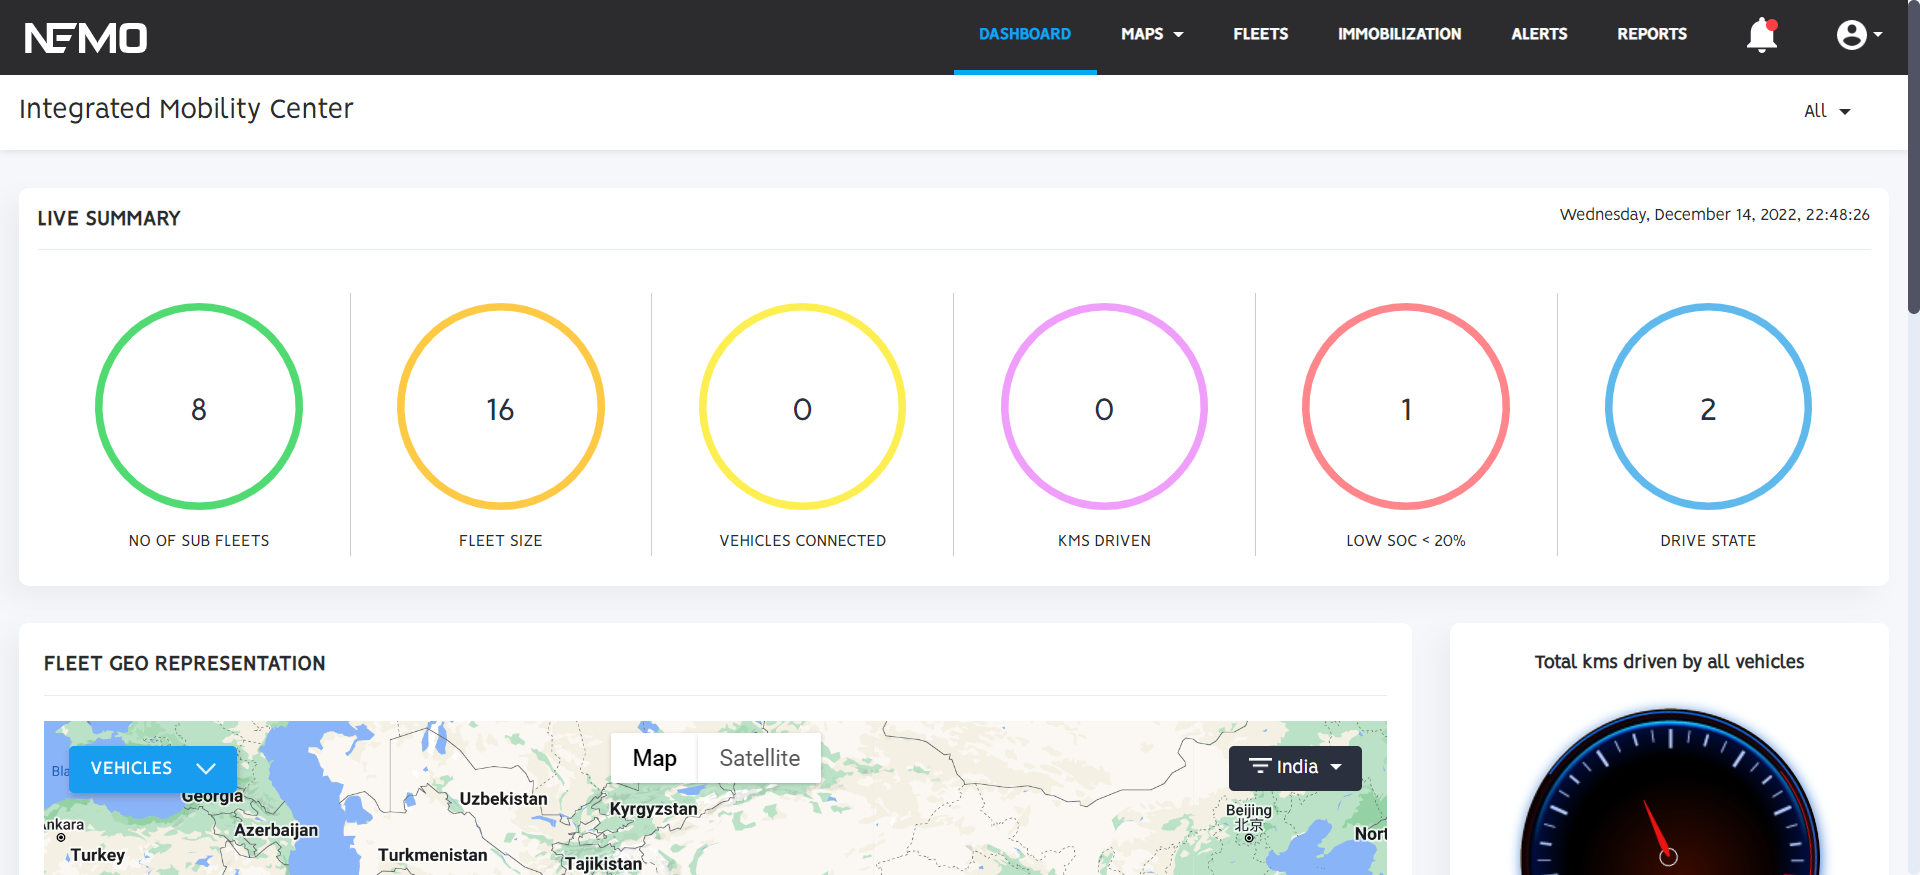 NEMO
DASHBOARD MAPS FLEETS IMMOBILIZATION ALERTS REPORTS
Integrated Mobility Center
All
LIVE SUMMARY
Wednesday, December 14, 2022, 22:48:26
8 16 0 0 1 2
NO OF SUB FLEETS FLEET SIZE VEHICLES CONNECTED KMS DRIVEN LOW SOC < 20% DRIVE STATE
FLEET GEO REPRESENTATION
Total kms driven by all vehicles
VEHICLES
Map Satellite
India
Bla
Georgia
Uzbekistan
Kyrgyzstan
Beijing
北京
nkara
Azerbaijan
Nort
Turkey
Turkmenistan
Tajikistan